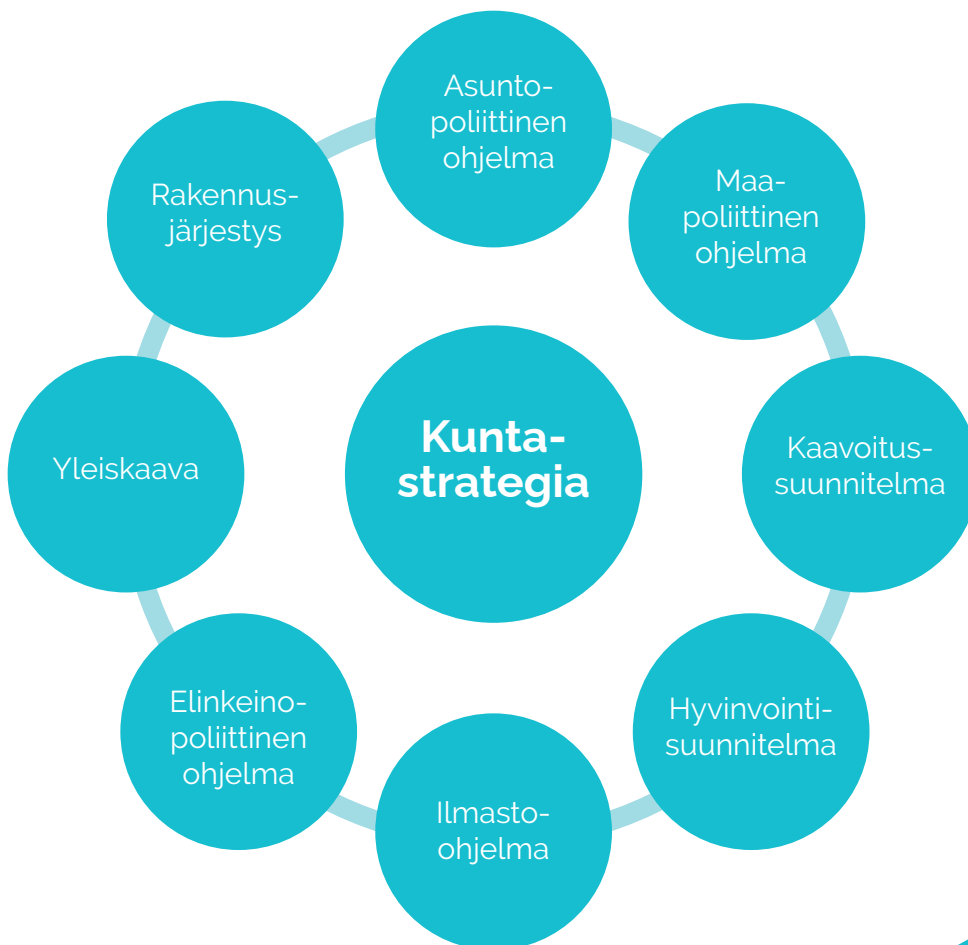 Asunto-
poliittinen
ohjelma
Maa-
poliittinen
ohjelma
Kaavoitus-
suunnitelma
Hyvinvointi-
suunnitelma
Ilmasto-
ohjelma
Elinkeino-
poliittinen
ohjelma
Yleiskaava
Rakennus-
järjestys
Kunta-
strategia